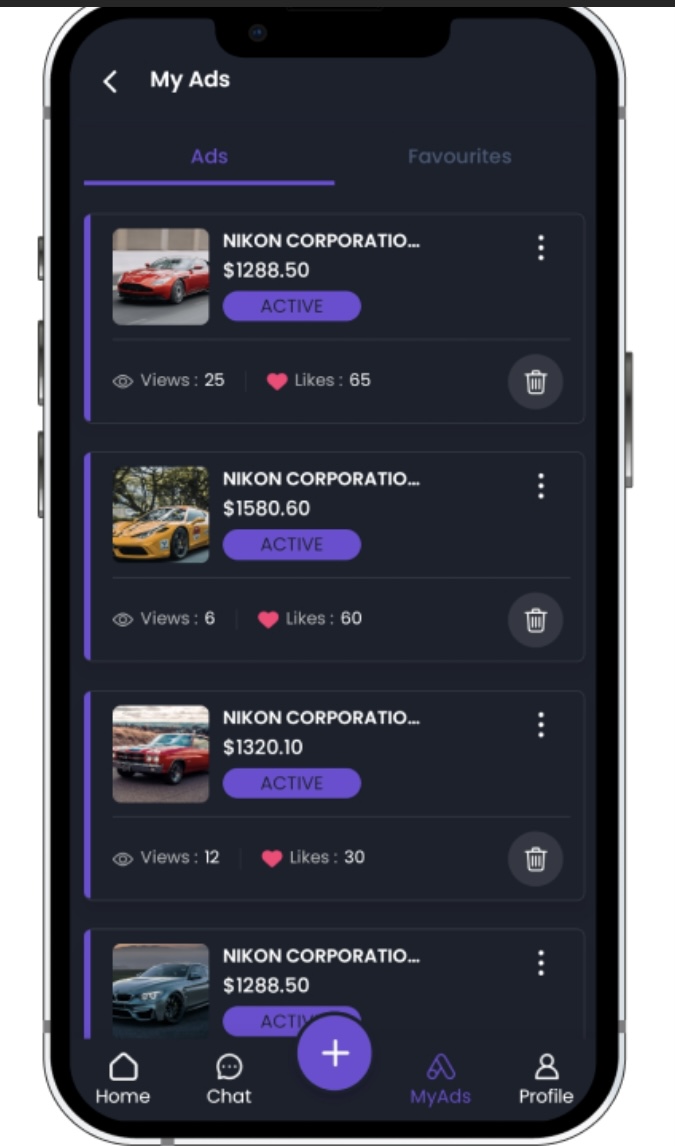 My Ads
Ads Favourites
NIKON CORPORATIO...
$1288.50
ACTIVE
Views : 25 Likes : 65
NIKON CORPORATIO...
$1580.60
ACTIVE
Views : 6 Likes : 60
NIKON CORPORATIO...
$1320.10
ACTIVE
Views : 12 Likes : 30
NIKON CORPORATIO...
$1288.50
ACTIV
Home Chat MyAds Profile